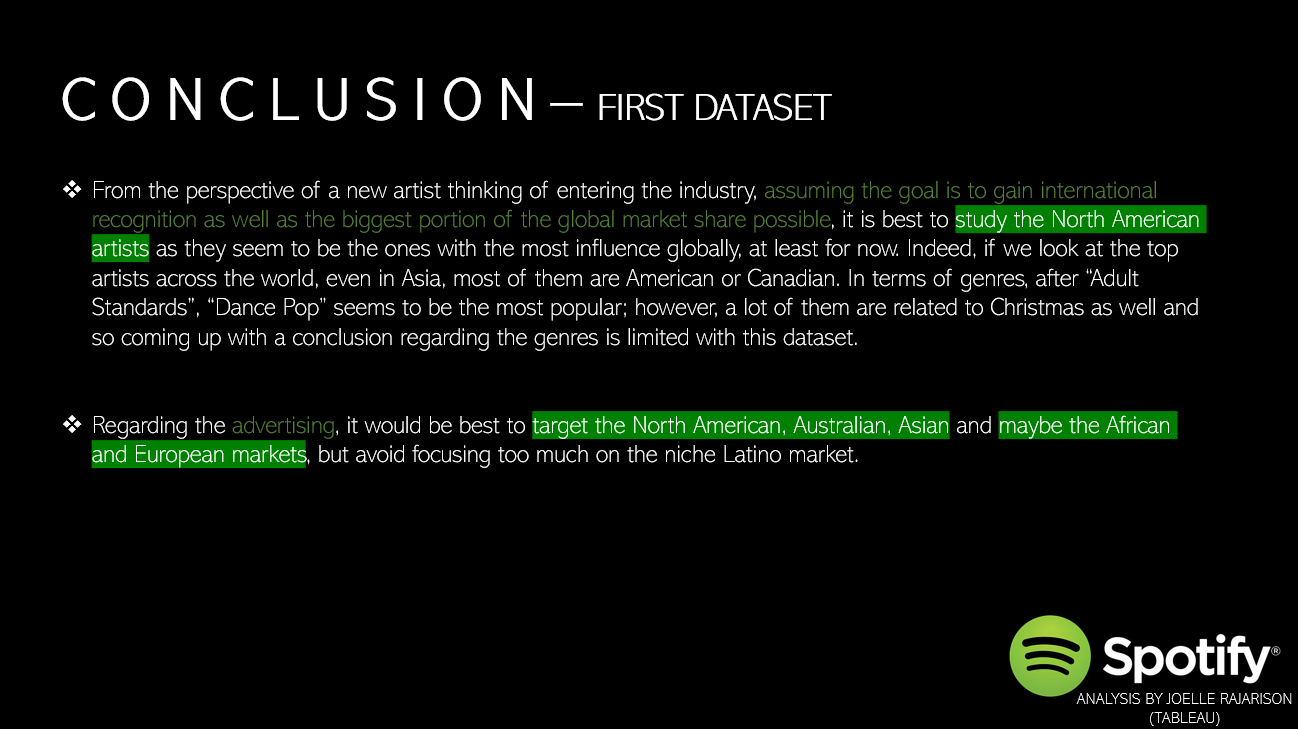 CONCLUSION – FIRST DATASET
❖ From the perspective of a new artist thinking of entering the industry, assuming the goal is to gain international
recognition as well as the biggest portion of the global market share possible, it is best to study the North American
artists as they seem to be the ones with the most influence globally, at least for now. Indeed, if we look at the top
artists across the world, even in Asia, most of them are American or Canadian. In terms of genres, after “Adult
Standards”, “Dance Pop” seems to be the most popular; however, a lot of them are related to Christmas as well and
so coming up with a conclusion regarding the genres is limited with this dataset.
❖ Regarding the advertising, it would be best to target the North American, Australian, Asian and maybe the African
and European markets, but avoid focusing too much on the niche Latino market.
Spotify®
ANALYSIS BY JOELLE RAJARISON
(TABLEAU)